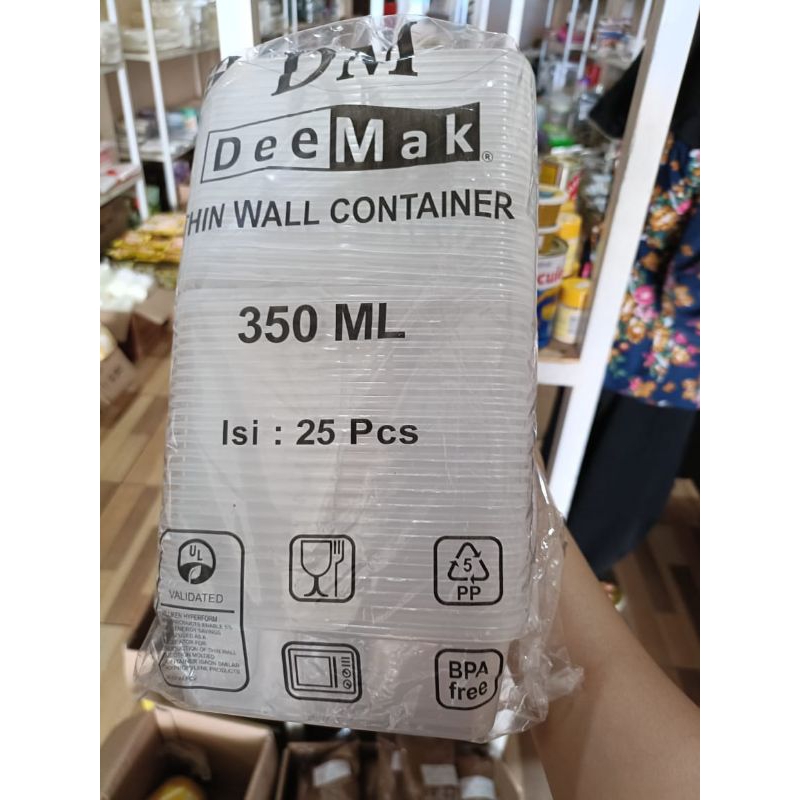 DM
DeeMak®
THIN WALL CONTAINER
350 ML
Isi : 25 Pcs
UL
VALIDATED
5
PP
BPA
free